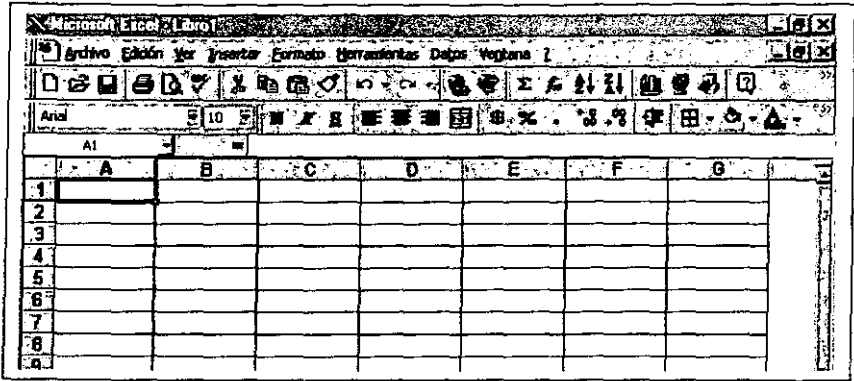 Microsoft Excel - Libro1
Archivo Edición Ver Insertar Formato Herramientas Datos Ventana ?
Arial 10 N K S % .
A1 =
A B C D E F G
1
2
3
4
5
6
7
8
9